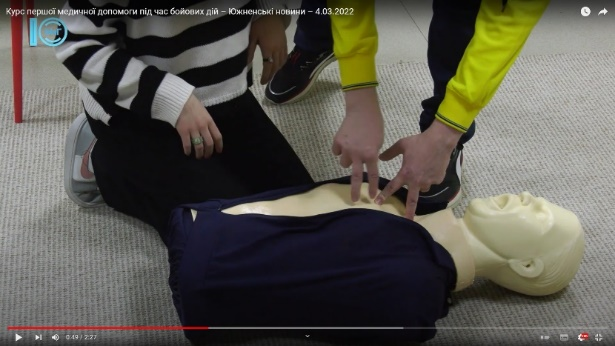 Курс першої медичної допомоги під час бойових дій – Южненські новини – 4.03.2022
0:49 / 2:27